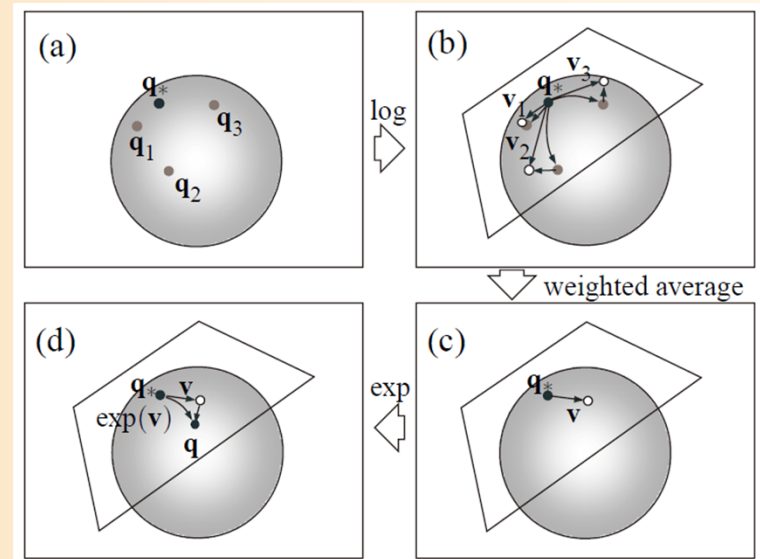 (a)
q*
q₁
q₂
q₃
log
(b)
q*
v₁
v₂
v₃
weighted average
(c)
q*
v
exp
(d)
q*
v
exp(v)
q